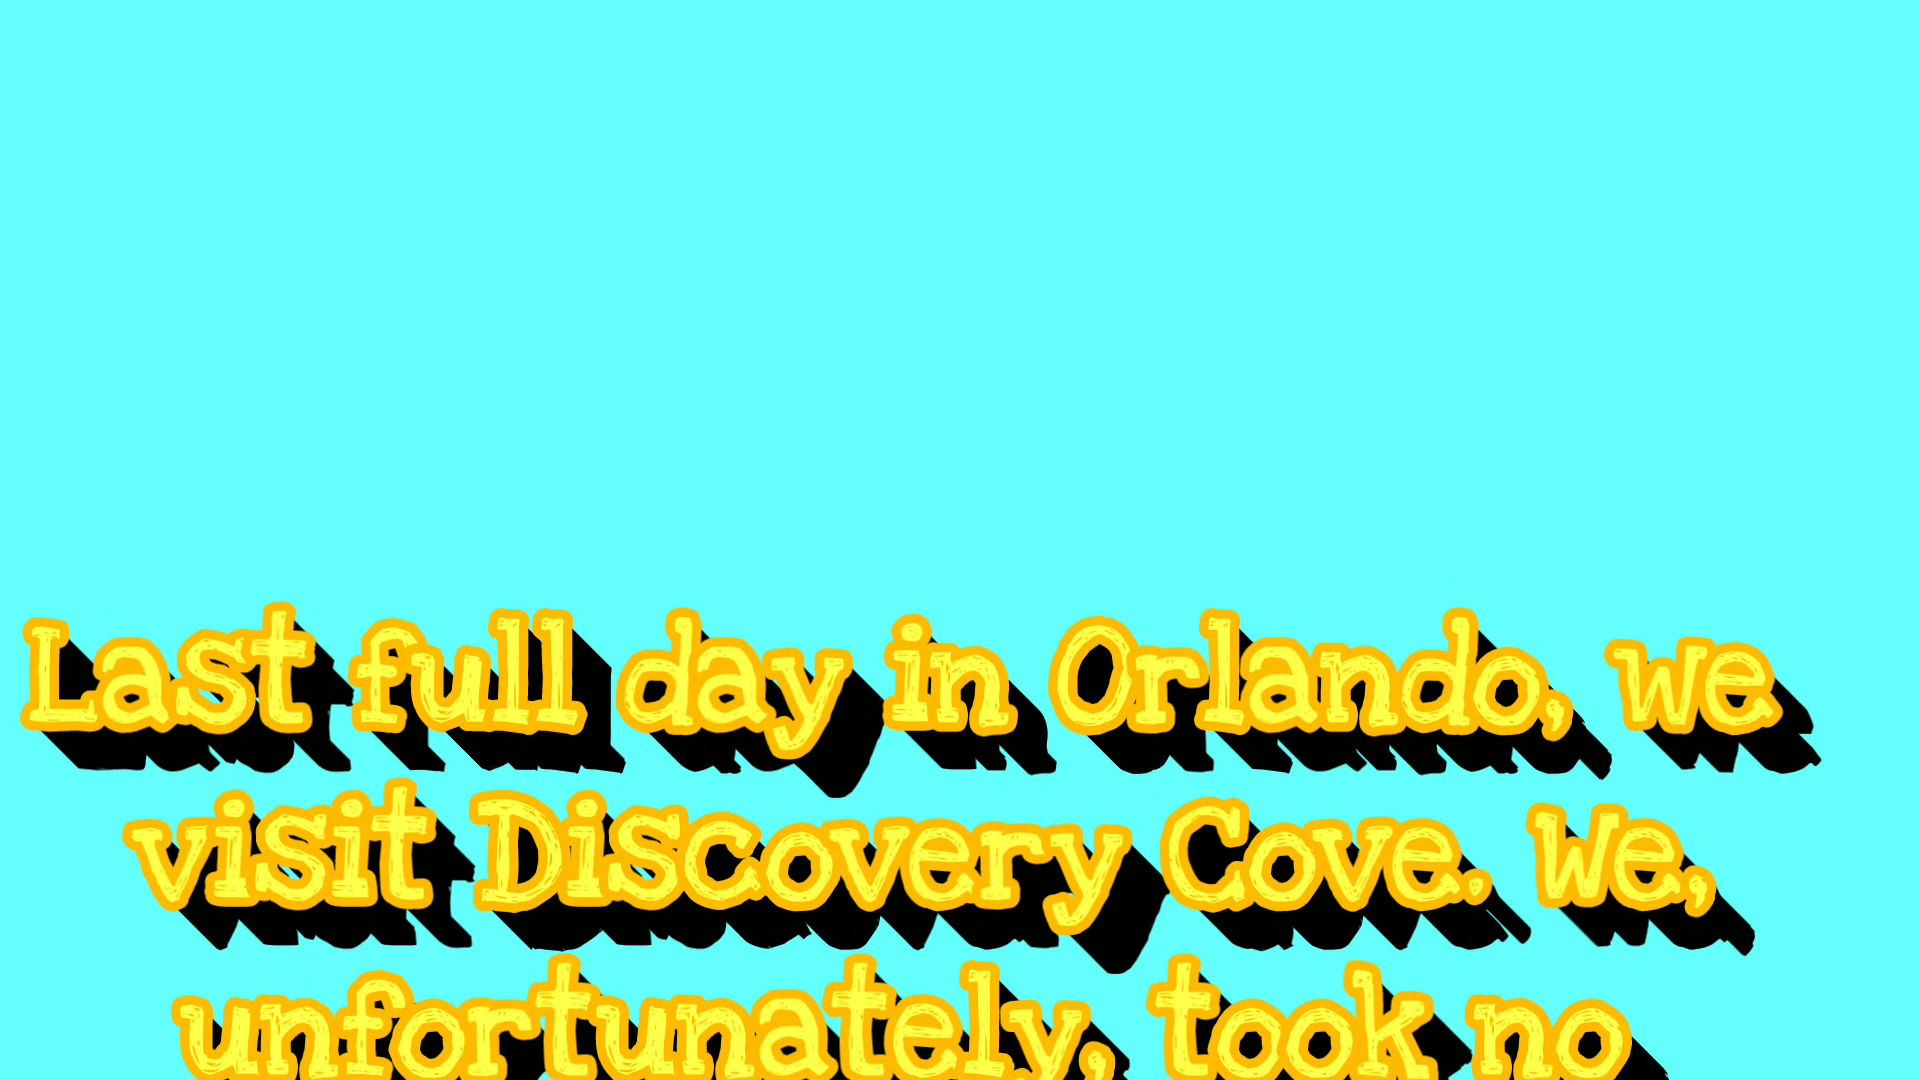 Last full day in Orlando, we
visit Discovery Cove. We,
unfortunately, took no